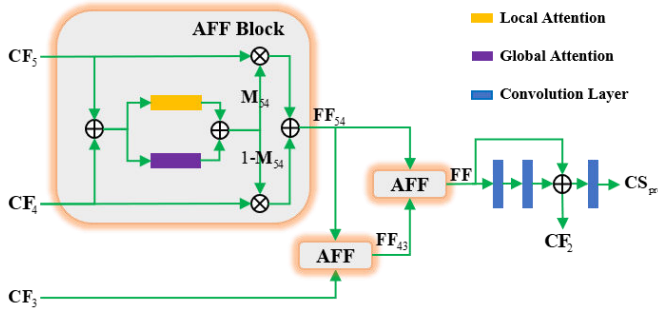 AFF Block
CF5
M54
1-M54
CF4
FF54
AFF
FF
AFF
FF43
CF3
CF2
Local Attention
Global Attention
Convolution Layer